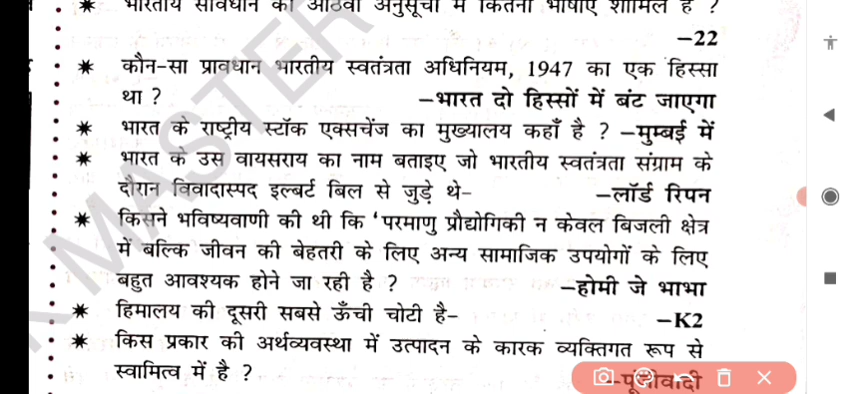 भारतीय संविधान की आठवीं अनुसूची में कितनी भाषाएँ शामिल हैं ?
–22
✷ कौन-सा प्रावधान भारतीय स्वतंत्रता अधिनियम, 1947 का एक हिस्सा
था ? –भारत दो हिस्सों में बंट जाएगा
✷ भारत के राष्ट्रीय स्टॉक एक्सचेंज का मुख्यालय कहाँ है ? –मुम्बई में
✷ भारत के उस वायसराय का नाम बताइए जो भारतीय स्वतंत्रता संग्राम के
दौरान विवादास्पद इल्बर्ट बिल से जुड़े थे– –लॉर्ड रिपन
✷ किसने भविष्यवाणी की थी कि ‘परमाणु प्रौद्योगिकी न केवल बिजली क्षेत्र
में बल्कि जीवन की बेहतरी के लिए अन्य सामाजिक उपयोगों के लिए
बहुत आवश्यक होने जा रही है ? –होमी जे भाभा
✷ हिमालय की दूसरी सबसे ऊँची चोटी है– –K2
✷ किस प्रकार की अर्थव्यवस्था में उत्पादन के कारक व्यक्तिगत रूप से
स्वामित्व में है ? –पूंजीवादी
K MASTER